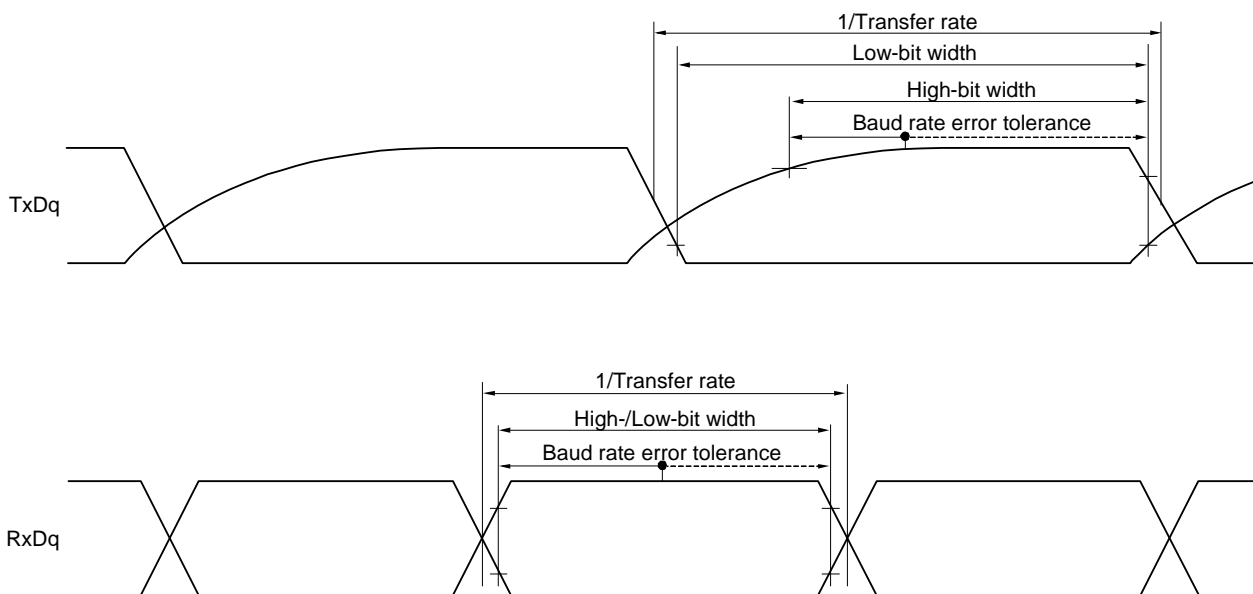 1/Transfer rate
Low-bit width
High-bit width
Baud rate error tolerance
TxDq
1/Transfer rate
High-/Low-bit width
Baud rate error tolerance
RxDq